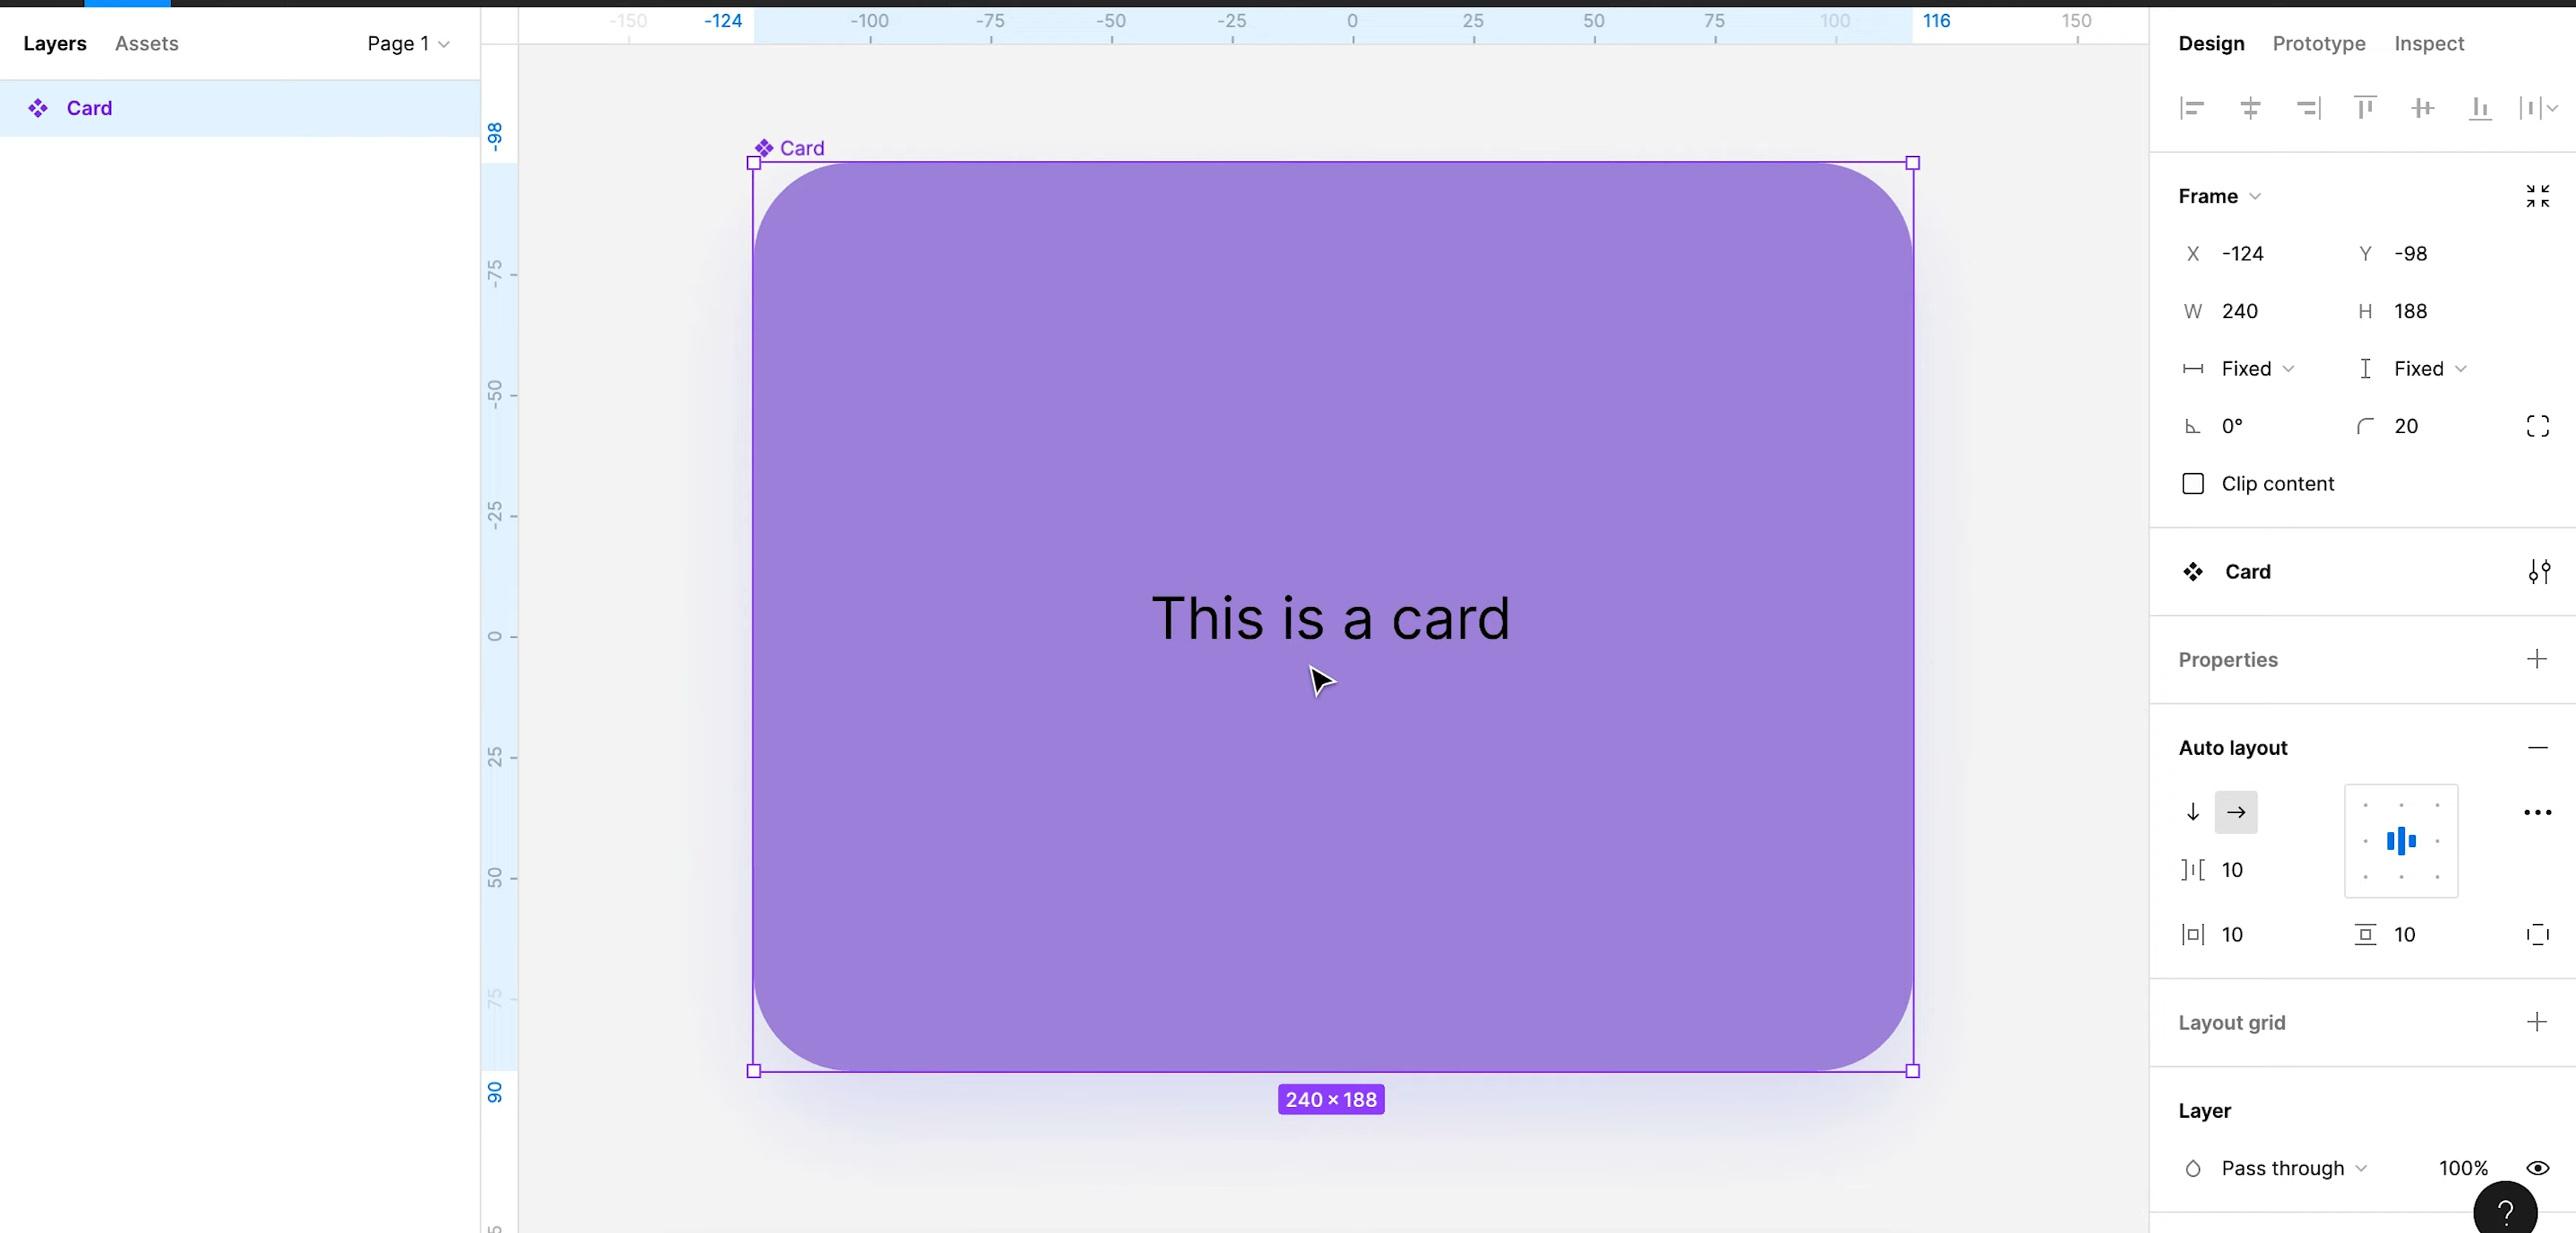 Layers Assets Page 1
Card
-150 -124 -100 -75 -50 -25 0 25 50 75 100 116 150
-98
-75
-50
-25
0
25
50
75
90
Card
This is a card
240 × 188
Design Prototype Inspect
Frame
X -124 Y -98
W 240 H 188
Fixed Fixed
0° 20
Clip content
Card
Properties
Auto layout
10
10 10
Layout grid
Layer
Pass through 100%
?